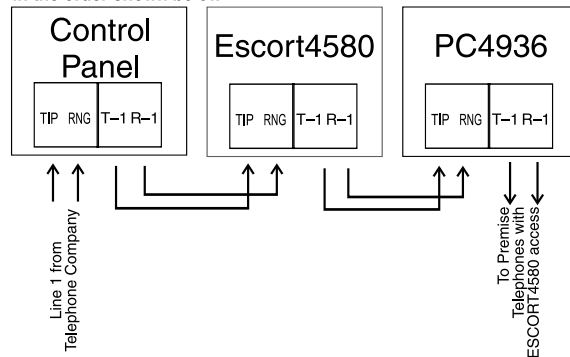 Control
Panel
TIP RNG T-1 R-1
Escort4580
TIP RNG T-1 R-1
PC4936
TIP RNG T-1 R-1
Line 1 from
Telephone Company
To Premise
Telephones with
ESCORT4580 access